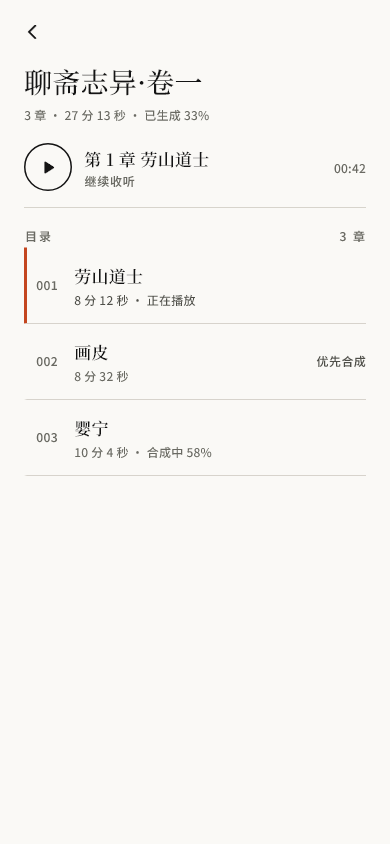 聊斋志异·卷一
3 章 · 27 分 13 秒 · 已生成 33%
第 1 章 劳山道士
继续收听
00:42
目录
3 章
001
劳山道士
8 分 12 秒 · 正在播放
002
画皮
8 分 32 秒
优先合成
003
婴宁
10 分 4 秒 · 合成中 58%